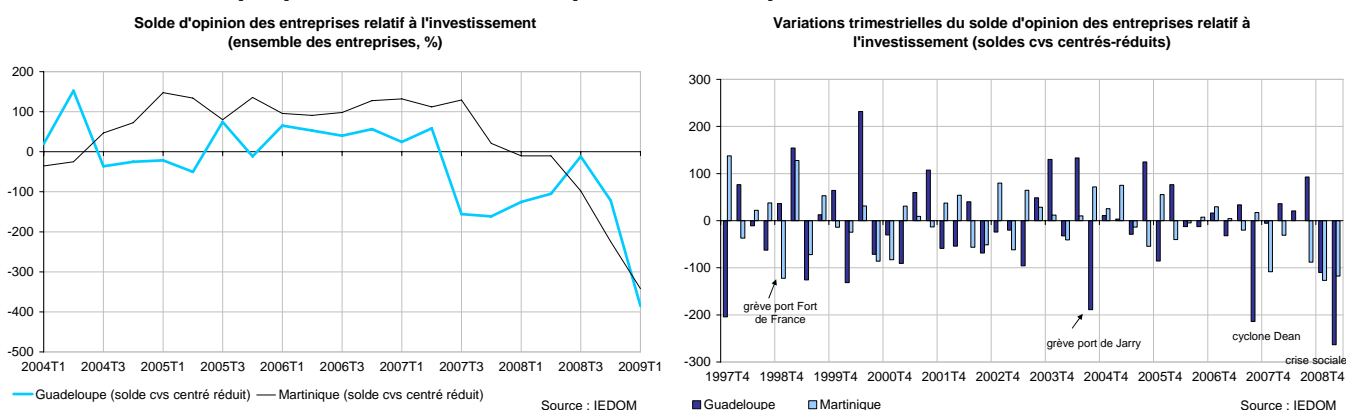 Solde d'opinion des entreprises relatif à l'investissement
(ensemble des entreprises, %)
200
100
0
-100
-200
-300
-400
-500
2004T1 2004T3 2005T1 2005T3 2006T1 2006T3 2007T1 2007T3 2008T1 2008T3 2009T1
Guadeloupe (solde cvs centré réduit) Martinique (solde cvs centré réduit)
Source : IEDOM
Variations trimestrielles du solde d'opinion des entreprises relatif à
l'investissement (soldes cvs centrés-réduits)
300
200
100
0
-100
-200
-300
grève port Fort
de France
grève port de Jarry
cyclone Dean
crise sociale
1997T4 1998T4 1999T4 2000T4 2001T4 2002T4 2003T4 2004T4 2005T4 2006T4 2007T4 2008T4
Guadeloupe Martinique
Source : IEDOM